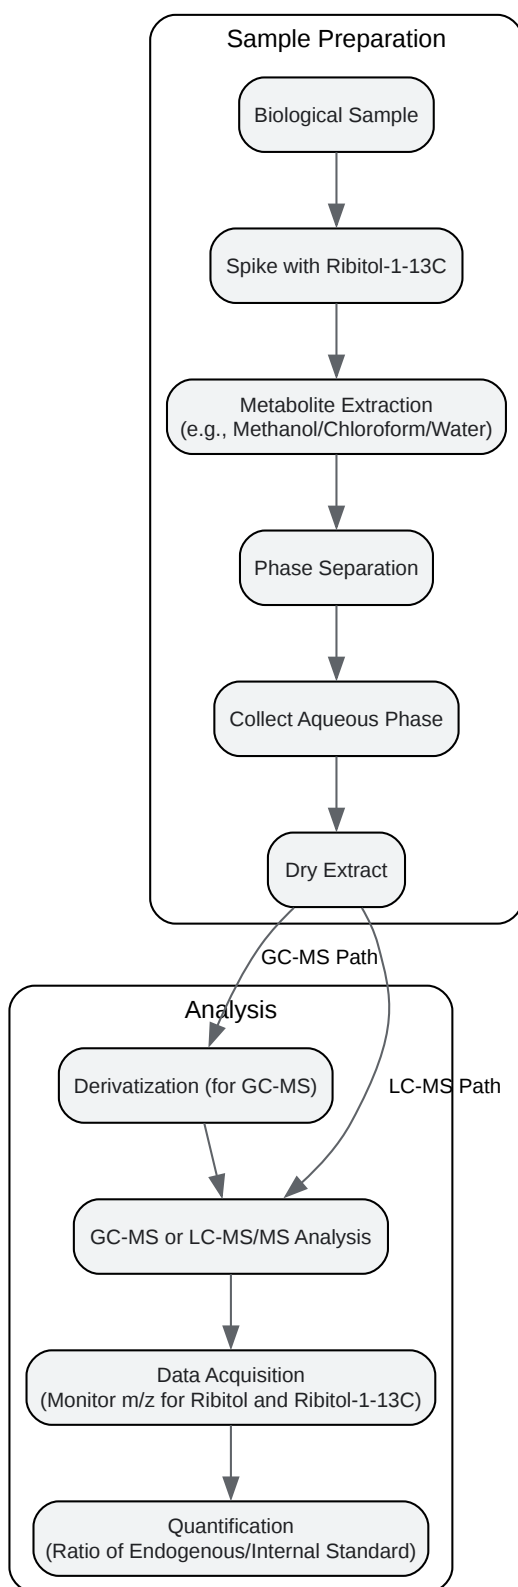 Sample Preparation
Biological Sample
Spike with Ribitol-1-13C
Metabolite Extraction
(e.g., Methanol/Chloroform/Water)
Phase Separation
Collect Aqueous Phase
Dry Extract
GC-MS Path
Analysis
Derivatization (for GC-MS)
LC-MS Path
GC-MS or LC-MS/MS Analysis
Data Acquisition
(Monitor m/z for Ribitol and Ribitol-1-13C)
Quantification
(Ratio of Endogenous/Internal Standard)